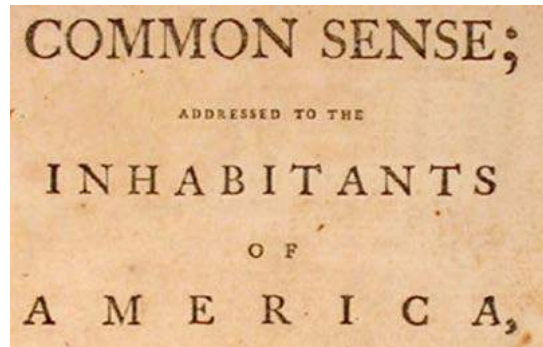 COMMON SENSE;
ADDRESSED TO THE
INHABITANTS
OF
AMERICA,